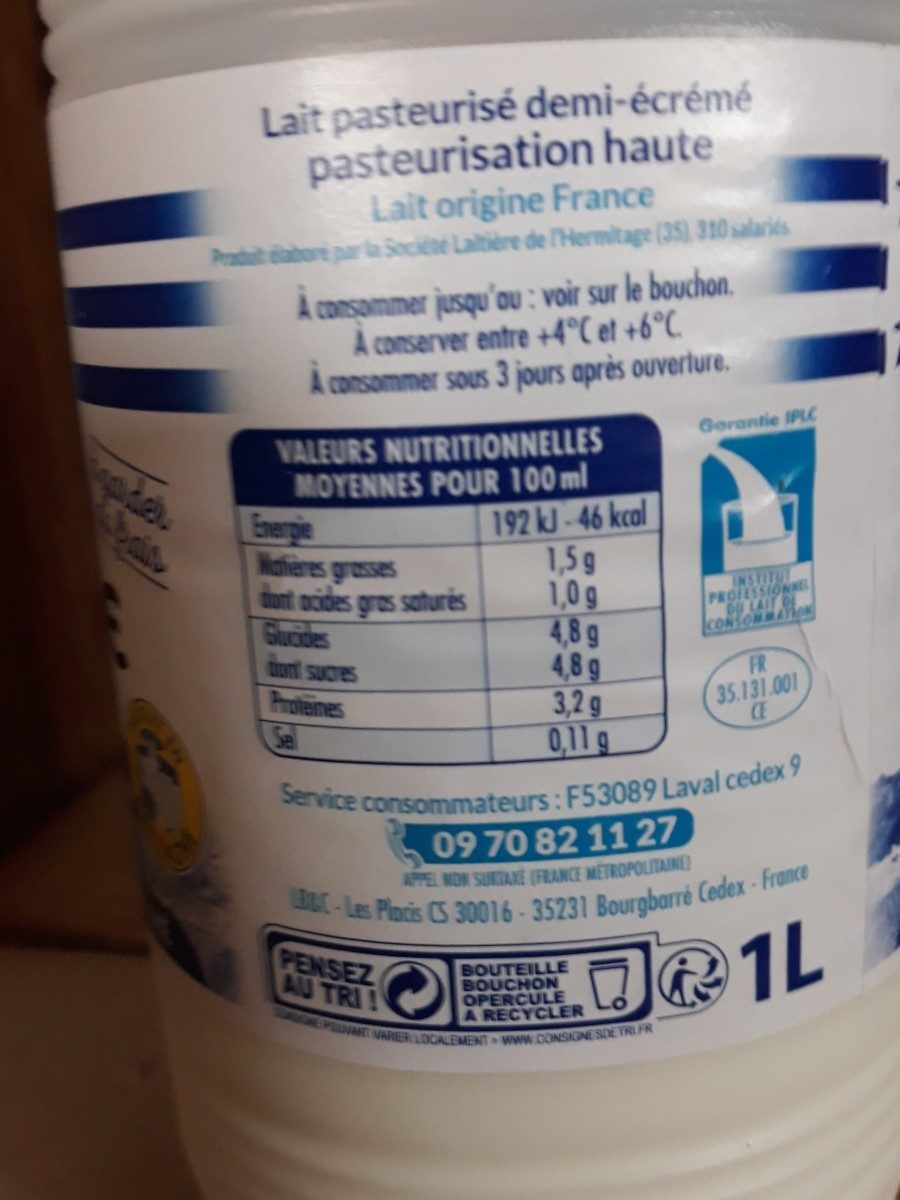 Lait pasteurisé demi-écrémé
pasteurisation haute
Lait origine France
Produit élaboré par la Société Laitière de l'Hermitage (35), 310 salariés
À consommer jusqu'au : voir sur le bouchon.
À conserver entre +4°C et +6°C.
À consommer sous 3 jours après ouverture.
garder
frais
VALEURS NUTRITIONNELLES
MOYENNES POUR 100 ml
Energie 192 kJ - 46 kcal
Matières grasses 1,5 g
dont acides gras saturés 1,0 g
Glucides 4,8 g
dont sucres 4,8 g
Protéines 3,2 g
Sel 0,11 g
Garantie IPLC
INSTITUT
PROFESSIONNEL
DU LAIT DE
CONSOMMATION
FR
35.131.001
CE
Service consommateurs : F53089 Laval cedex 9
09 70 82 11 27
APPEL NON SURTAXÉ (FRANCE MÉTROPOLITAINE)
- Les Placis CS 30016 - 35231 Bourgbarré Cedex - France
PENSEZ
AU TRI !
BOUTEILLE
BOUCHON
OPERCULE
A RECYCLER
1L
CONSIGNE POUVANT VARIER LOCALEMENT > WWW.CONSIGNESDETRI.FR